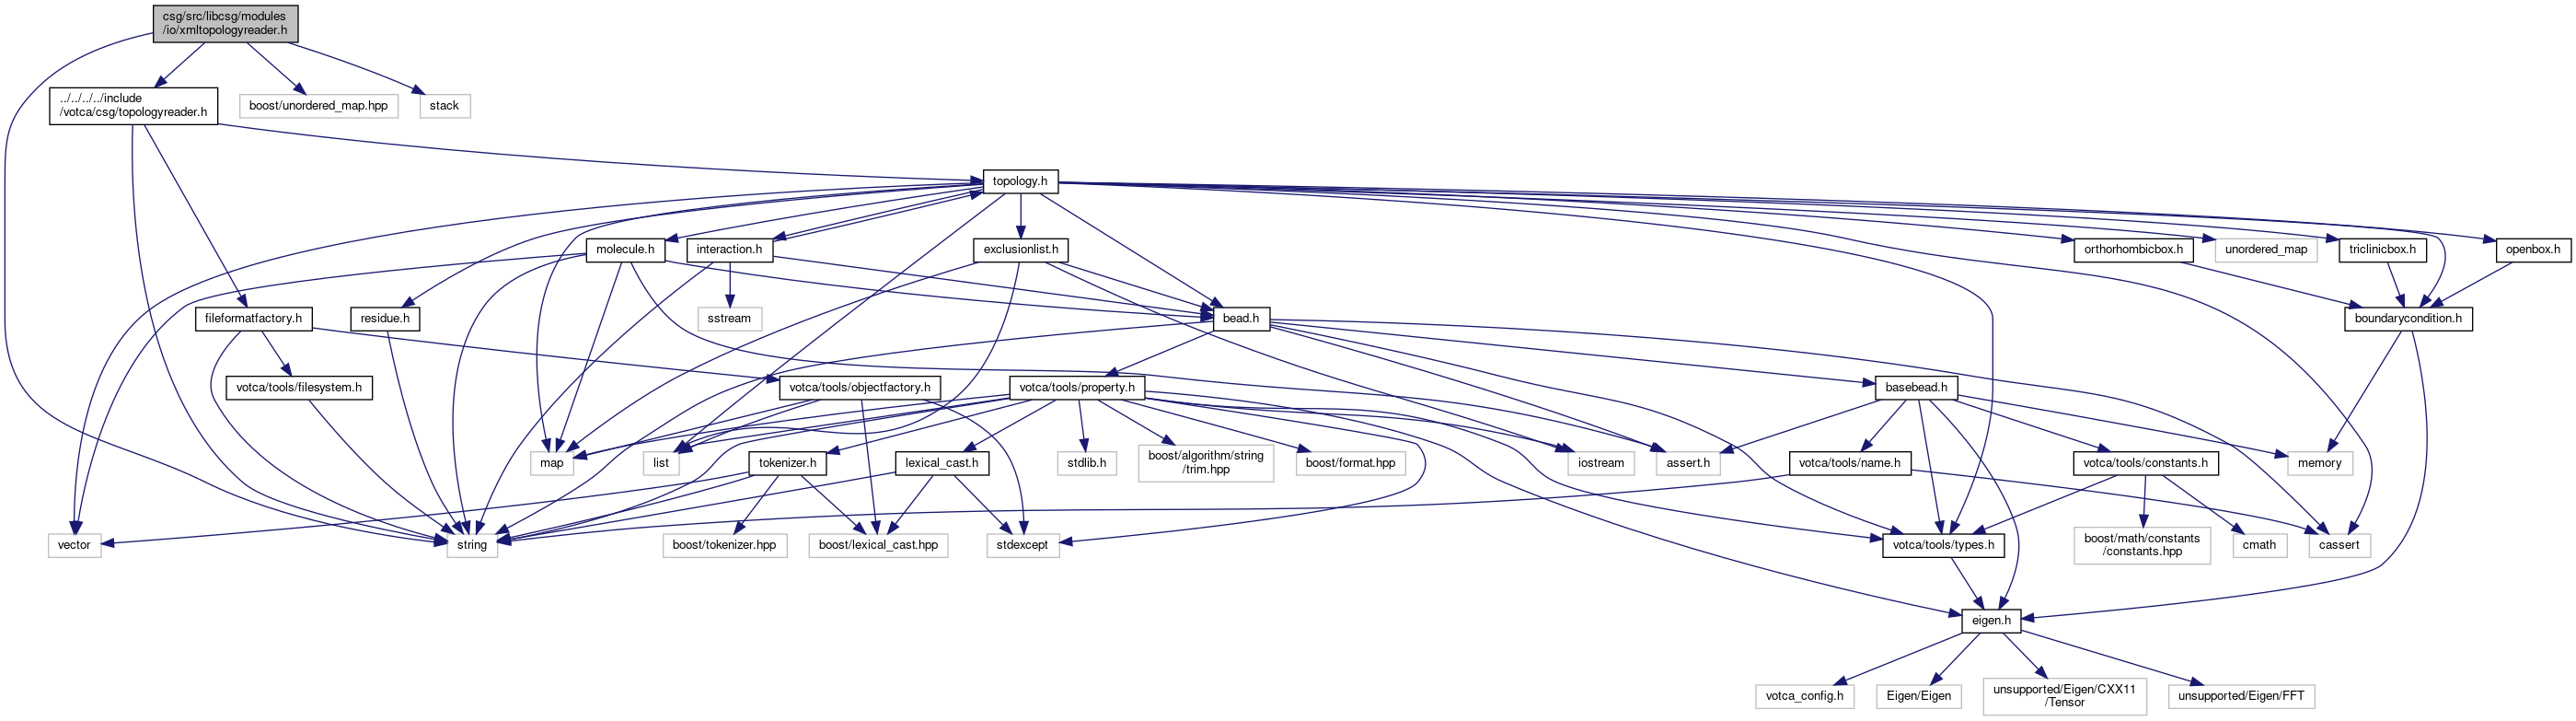 csg/src/libcsg/modules
/io/xmltopologyreader.h
../../../../include
/votca/csg/topologyreader.h
boost/unordered_map.hpp
stack
topology.h
molecule.h
interaction.h
exclusionlist.h
orthorhombicbox.h
unordered_map
triclinicbox.h
openbox.h
fileformatfactory.h
residue.h
sstream
bead.h
boundarycondition.h
votca/tools/filesystem.h
votca/tools/objectfactory.h
votca/tools/property.h
basebead.h
map
list
tokenizer.h
lexical_cast.h
stdlib.h
boost/algorithm/string
/trim.hpp
boost/format.hpp
iostream
assert.h
votca/tools/name.h
votca/tools/constants.h
memory
vector
string
boost/tokenizer.hpp
boost/lexical_cast.hpp
stdexcept
votca/tools/types.h
boost/math/constants
/constants.hpp
cmath
cassert
eigen.h
votca_config.h
Eigen/Eigen
unsupported/Eigen/CXX11
/Tensor
unsupported/Eigen/FFT